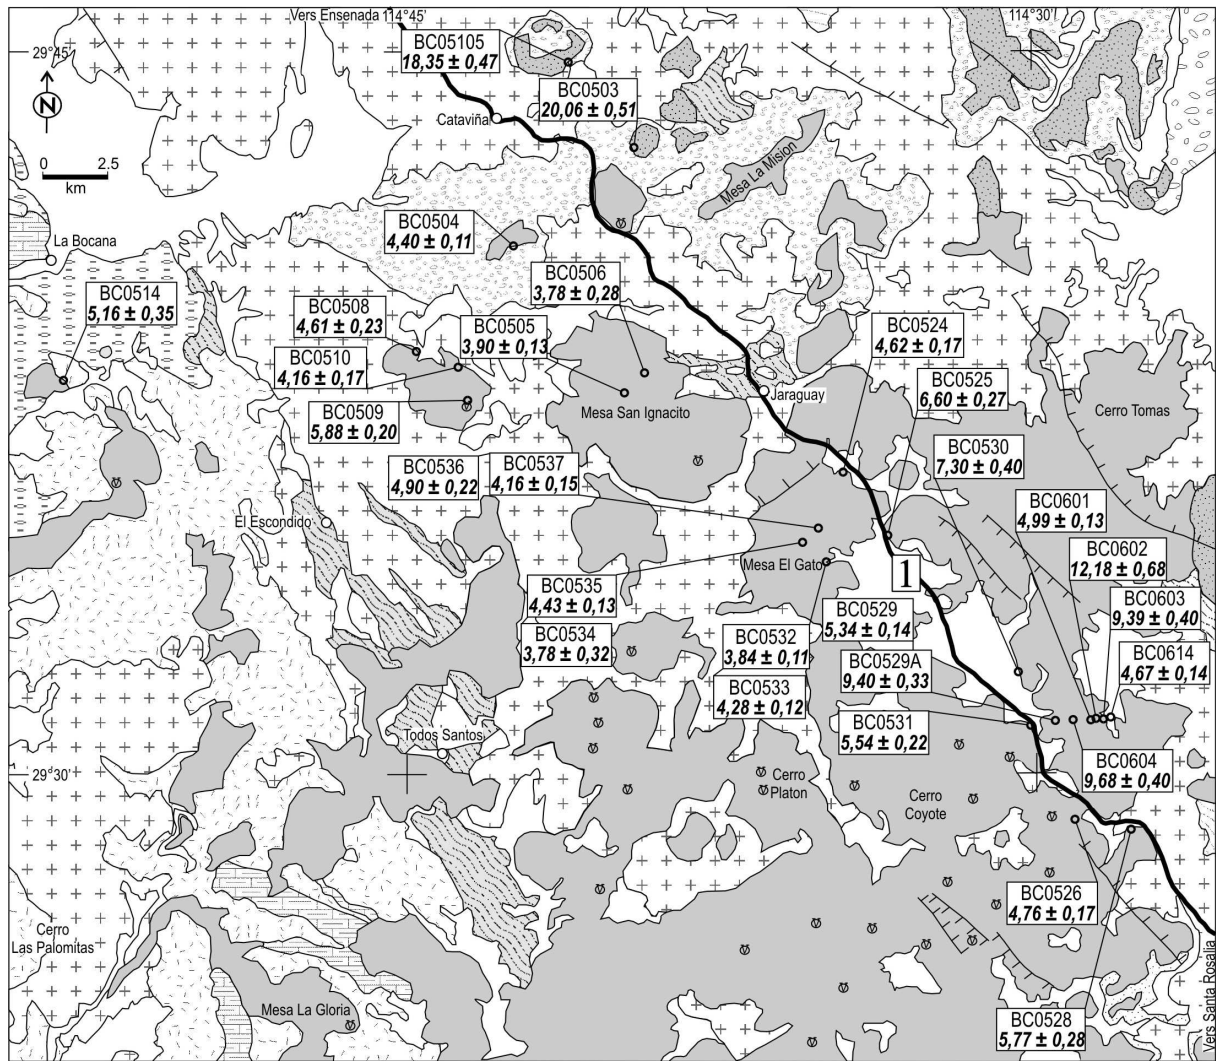 Vers Ensenada
114°45'
114°30'
29°45
BC05105
18,35 ± 0,47
BC0503
20,06 ± 0,51
N
Cataviña
0
2.5
km
Mesa La Mision
BC0504
4,40 ± 0,11
La Bocana
BC0506
3,78 ± 0,28
BC0514
5,16 ± 0,35
BC0508
4,61 ± 0,23
BC0505
3,90 ± 0,13
BC0524
4,62 ± 0,17
BC0510
4,16 ± 0,17
BC0525
6,60 ± 0,27
Jaraguay
BC0509
5,88 ± 0,20
Mesa San Ignacito
Cerro Tomas
BC0530
7,30 ± 0,40
BC0536
4,90 ± 0,22
BC0537
4,16 ± 0,15
BC0601
4,99 ± 0,13
El Escondido
BC0602
12,18 ± 0,68
Mesa El Gato
1
BC0535
4,43 ± 0,13
BC0603
9,39 ± 0,40
BC0529
5,34 ± 0,14
BC0534
3,78 ± 0,32
BC0532
3,84 ± 0,11
BC0614
4,67 ± 0,14
BC0529A
9,40 ± 0,33
BC0533
4,28 ± 0,12
BC0531
5,54 ± 0,22
Todos Santos
BC0604
9,68 ± 0,40
29°30'
Cerro
Platon
Cerro
Coyote
BC0526
4,76 ± 0,17
Cerro
Las Palomitas
Mesa La Gloria
BC0528
5,77 ± 0,28
Vers Santa Rosalia